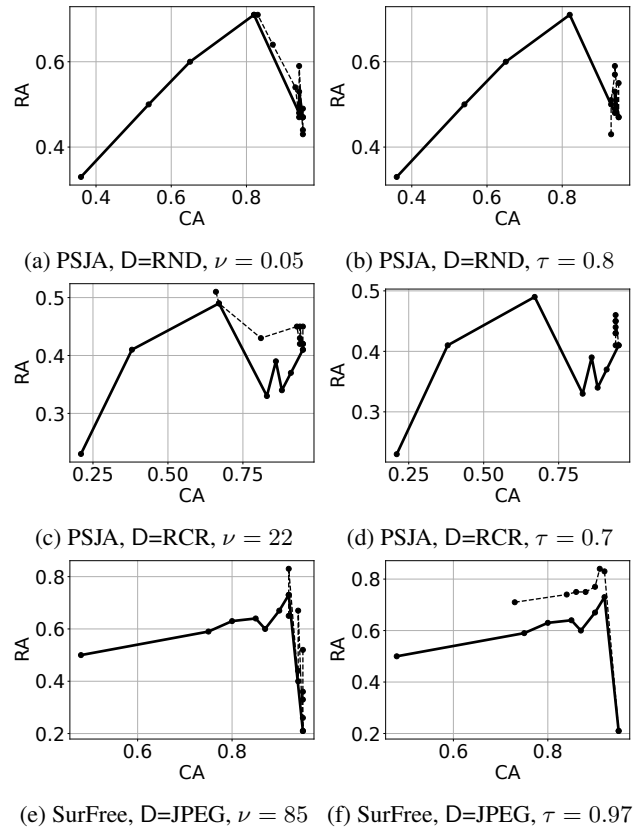 RA
0.6
0.4
0.4 0.6 0.8
CA
(a) PSJA, D=RND, ν = 0.05
RA
0.6
0.4
0.4 0.6 0.8
CA
(b) PSJA, D=RND, τ = 0.8
RA
0.5
0.4
0.3
0.25 0.50 0.75
CA
(c) PSJA, D=RCR, ν = 22
RA
0.5
0.4
0.3
0.25 0.50 0.75
CA
(d) PSJA, D=RCR, τ = 0.7
RA
0.8
0.6
0.4
0.2
0.6 0.8
CA
(e) SurFree, D=JPEG, ν = 85
RA
0.8
0.6
0.4
0.2
0.6 0.8
CA
(f) SurFree, D=JPEG, τ = 0.97